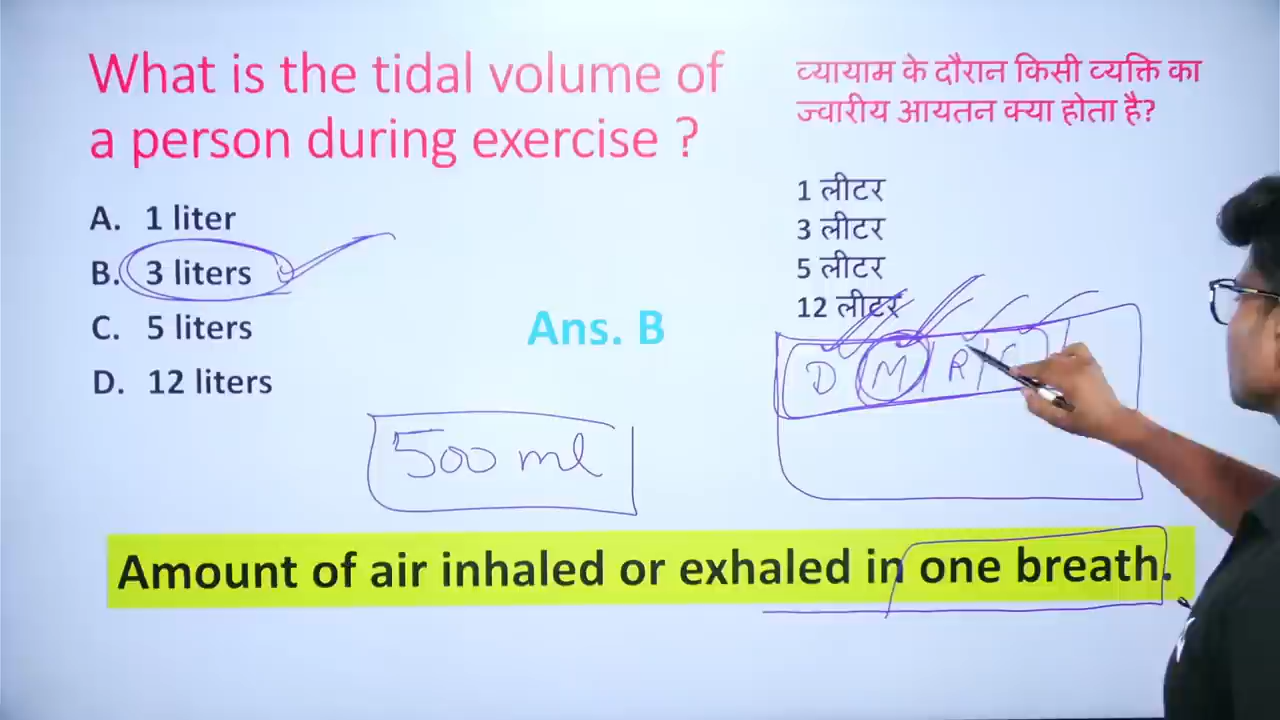 What is the tidal volume of
a person during exercise ?
A. 1 liter
B. 3 liters
C. 5 liters
D. 12 liters
व्यायाम के दौरान किसी व्यक्ति का
ज्वारीय आयतन क्या होता है?
1 लीटर
3 लीटर
5 लीटर
12 लीटर
Ans. B
D M R
500 ml
Amount of air inhaled or exhaled in one breath.